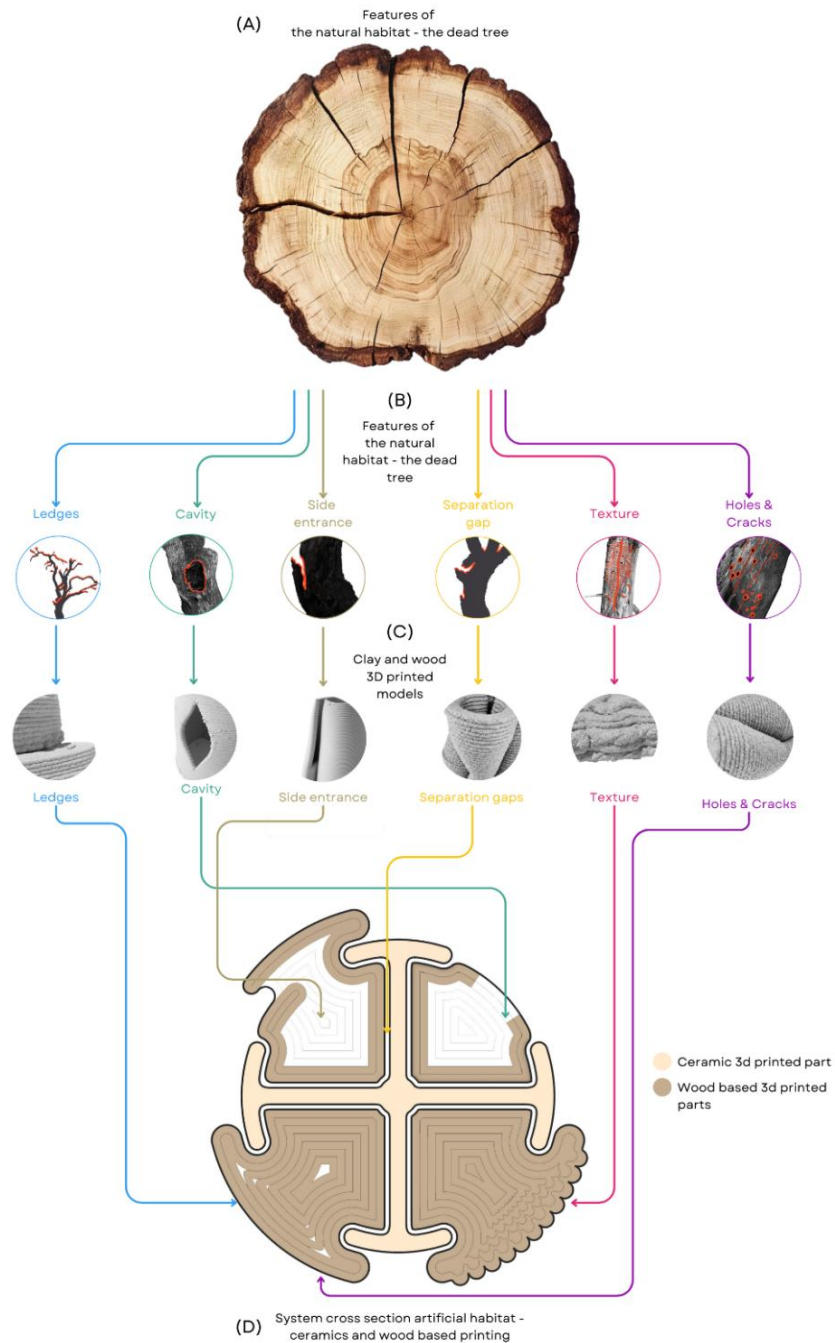 (A)
Features of
the natural habitat - the dead tree
(B)
Features of
the natural
habitat - the dead
tree
Ledges
Cavity
Side
entrance
Separation
gap
Texture
Holes &
Cracks
(C)
Clay and wood
3D printed
models
Ledges
Cavity
Side entrance
Separation gaps
Texture
Holes & Cracks
Ceramic 3d printed part
Wood based 3d printed
parts
(D)
System cross section artificial habitat -
ceramics and wood based printing